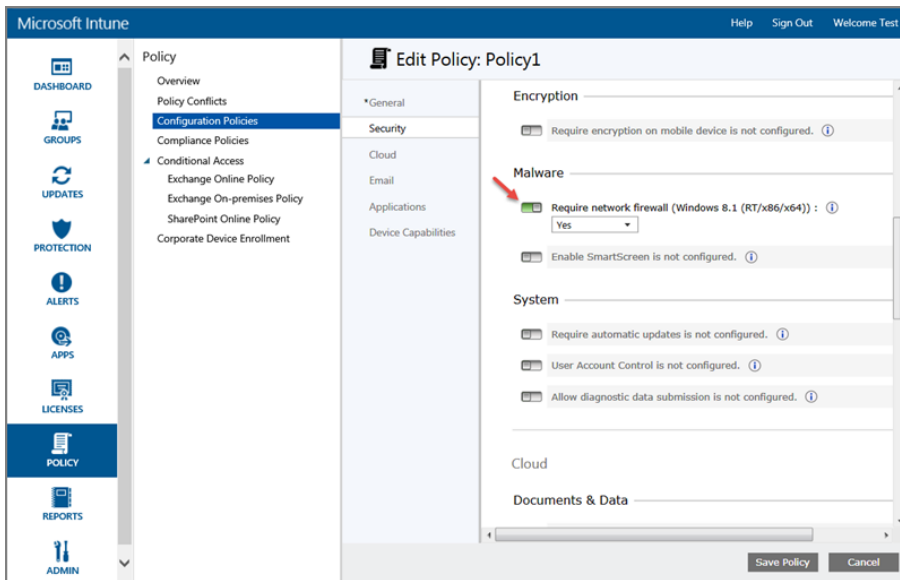 Microsoft Intune
Help Sign Out Welcome Test
DASHBOARD
GROUPS
UPDATES
PROTECTION
ALERTS
APPS
LICENSES
POLICY
REPORTS
ADMIN
Policy
Overview
Policy Conflicts
Configuration Policies
Compliance Policies
Conditional Access
Exchange Online Policy
Exchange On-premises Policy
SharePoint Online Policy
Corporate Device Enrollment
Edit Policy: Policy1
*General
Security
Cloud
Email
Applications
Device Capabilities
Encryption
Require encryption on mobile device is not configured.
Malware
Require network firewall (Windows 8.1 (RT/x86/x64)) :
Yes
Enable SmartScreen is not configured.
System
Require automatic updates is not configured.
User Account Control is not configured.
Allow diagnostic data submission is not configured.
Cloud
Documents & Data
Save Policy Cancel